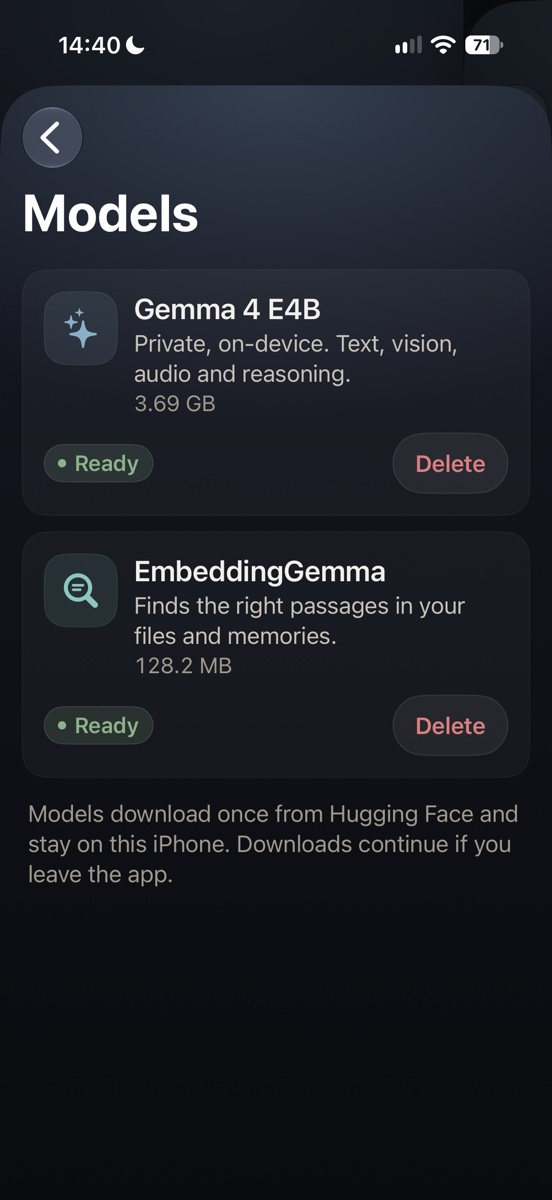 14:40
71
Models
Gemma 4 E4B
Private, on-device. Text, vision,
audio and reasoning.
3.69 GB
Ready
Delete
EmbeddingGemma
Finds the right passages in your
files and memories.
128.2 MB
Ready
Delete
Models download once from Hugging Face and
stay on this iPhone. Downloads continue if you
leave the app.